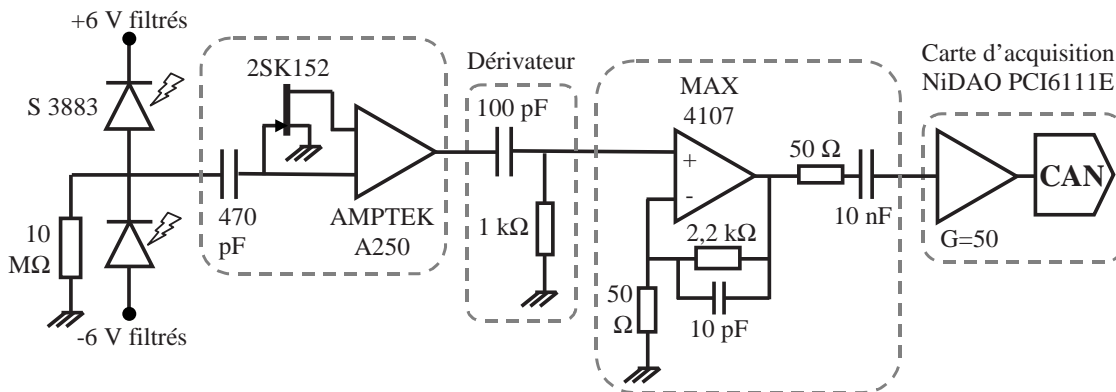 +6 V filtrés
S 3883
10
MΩ
-6 V filtrés
2SK152
470
pF
AMPTEK
A250
Dérivateur
100 pF
1 kΩ
MAX
4107
+
-
50 Ω
10 nF
2,2 kΩ
10 pF
50
Ω
Carte d'acquisition
NiDAQ PCI6111E
G=50
CAN